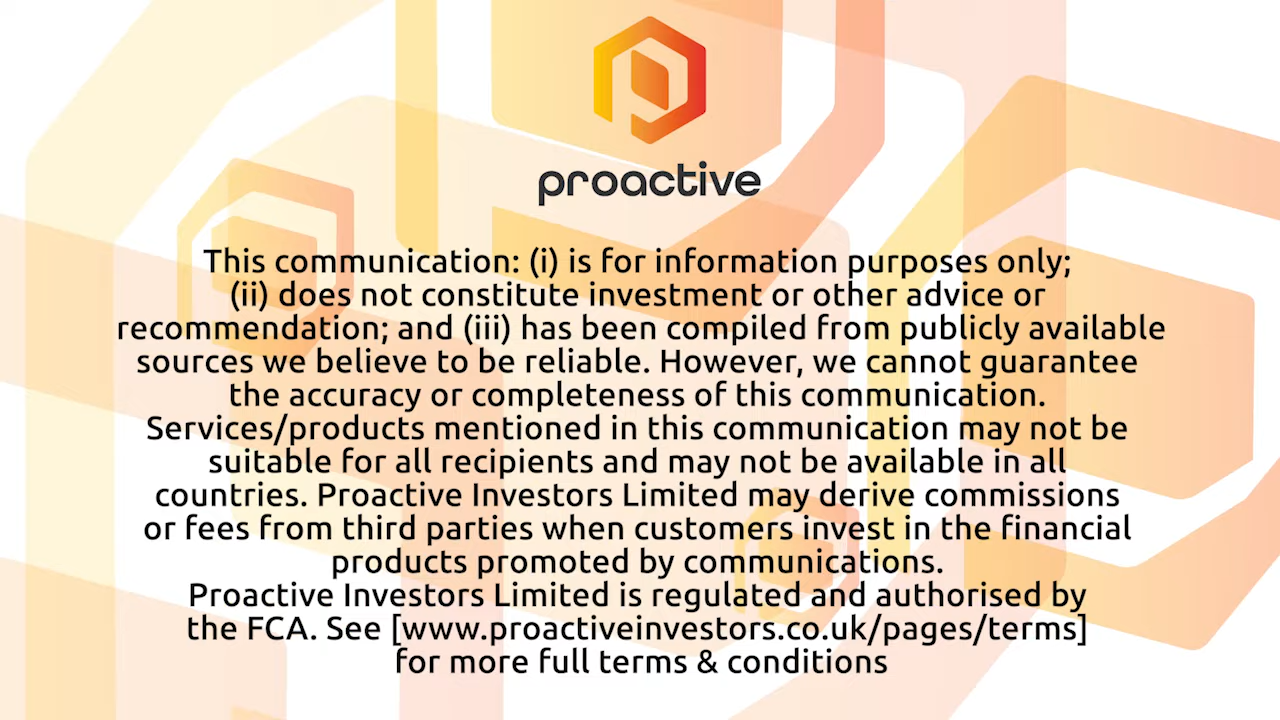 proactive
This communication: (i) is for information purposes only;
(ii) does not constitute investment or other advice or
recommendation; and (iii) has been compiled from publicly available
sources we believe to be reliable. However, we cannot guarantee
the accuracy or completeness of this communication.
Services/products mentioned in this communication may not be
suitable for all recipients and may not be available in all
countries. Proactive Investors Limited may derive commissions
or fees from third parties when customers invest in the financial
products promoted by communications.
Proactive Investors Limited is regulated and authorised by
the FCA. See [www.proactiveinvestors.co.uk/pages/terms]
for more full terms & conditions